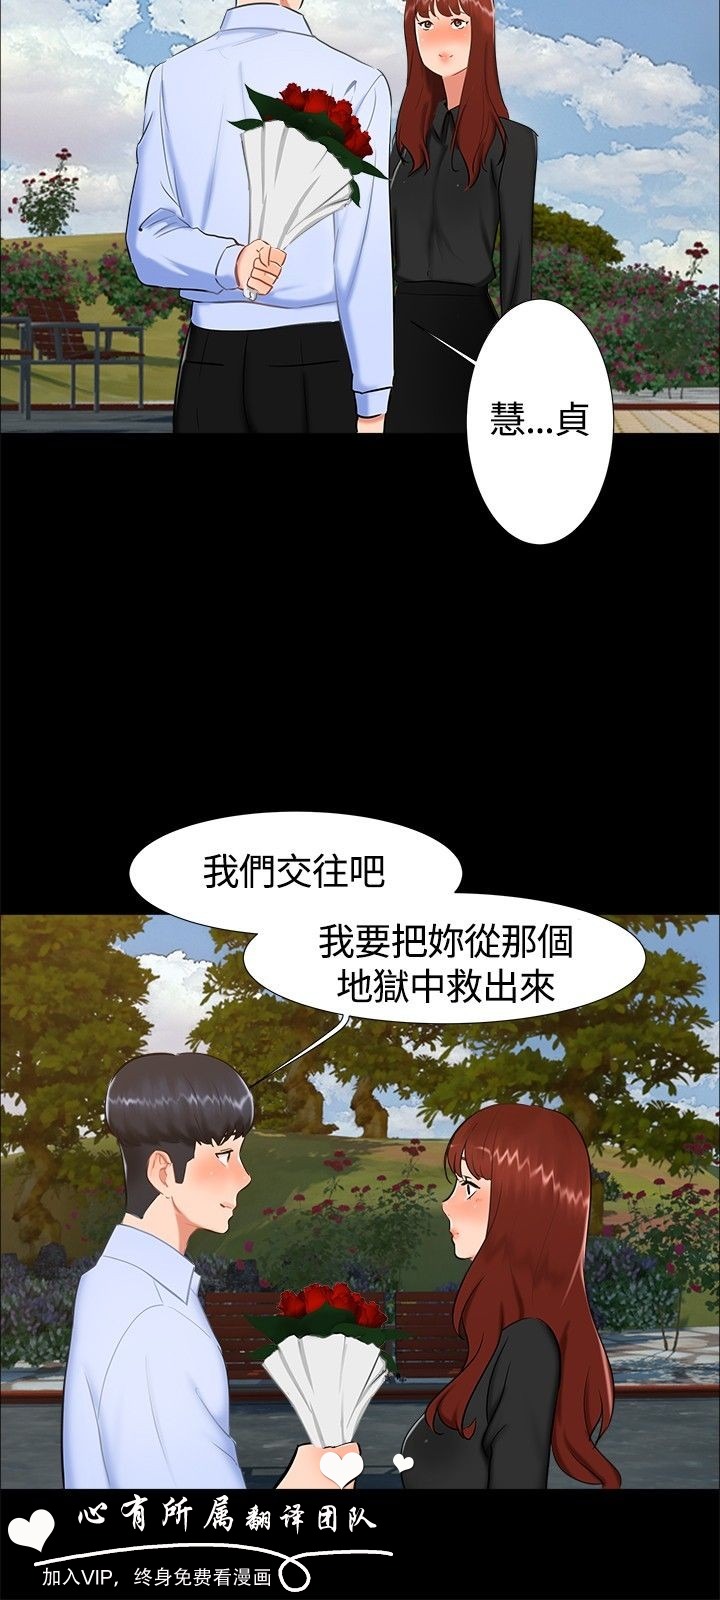 慧...貞
我們交往吧
我要把妳從那個
地獄中救出來
心有所属翻译团队
加入VIP，终身免费看漫画